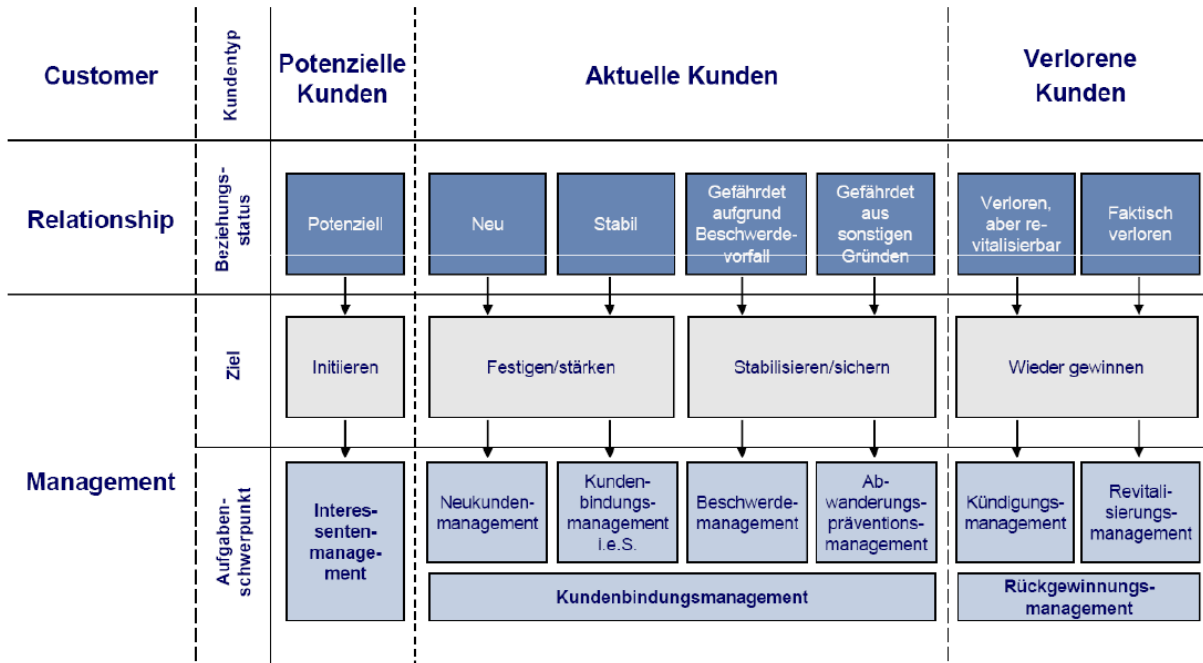 Customer
Kundentyp
Potenzielle
Kunden
Aktuelle Kunden
Verlorene
Kunden
Relationship
Beziehungs-
status
Potenziell
Neu
Stabil
Gefährdet
aufgrund
Beschwerde-
vorfall
Gefährdet
aus
sonstigen
Gründen
Verloren,
aber re-
vitalisierbar
Faktisch
verloren
Management
Ziel
Initiieren
Festigen/stärken
Stabilisieren/sichern
Wieder gewinnen
Aufgaben-
schwerpunkt
Interes-
senten-
manage-
ment
Neukunden-
management
Kunden-
bindungs-
management
i.e.S.
Beschwerde-
management
Ab-
wanderungs-
präventions-
management
Kündigungs-
management
Revitali-
sierungs-
management
Kundenbindungsmanagement
Rückgewinnungs-
management